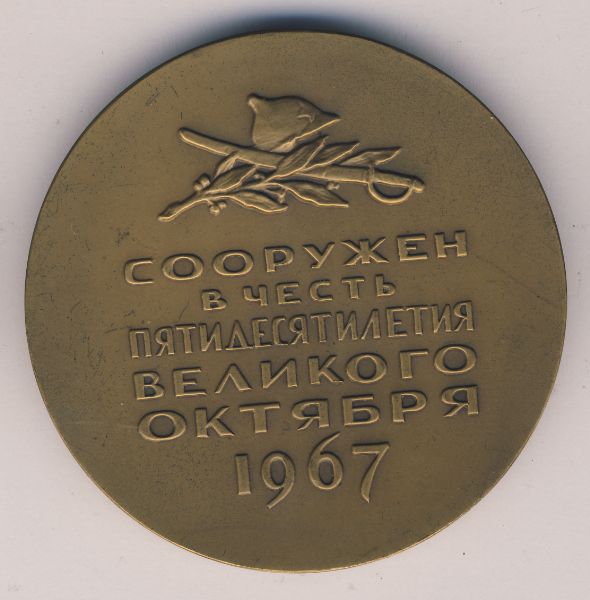 СООРУЖЕН
В ЧЕСТЬ
ПЯТИДЕСЯТИЛЕТИЯ
ВЕЛИКОГО
ОКТЯБРЯ
1967